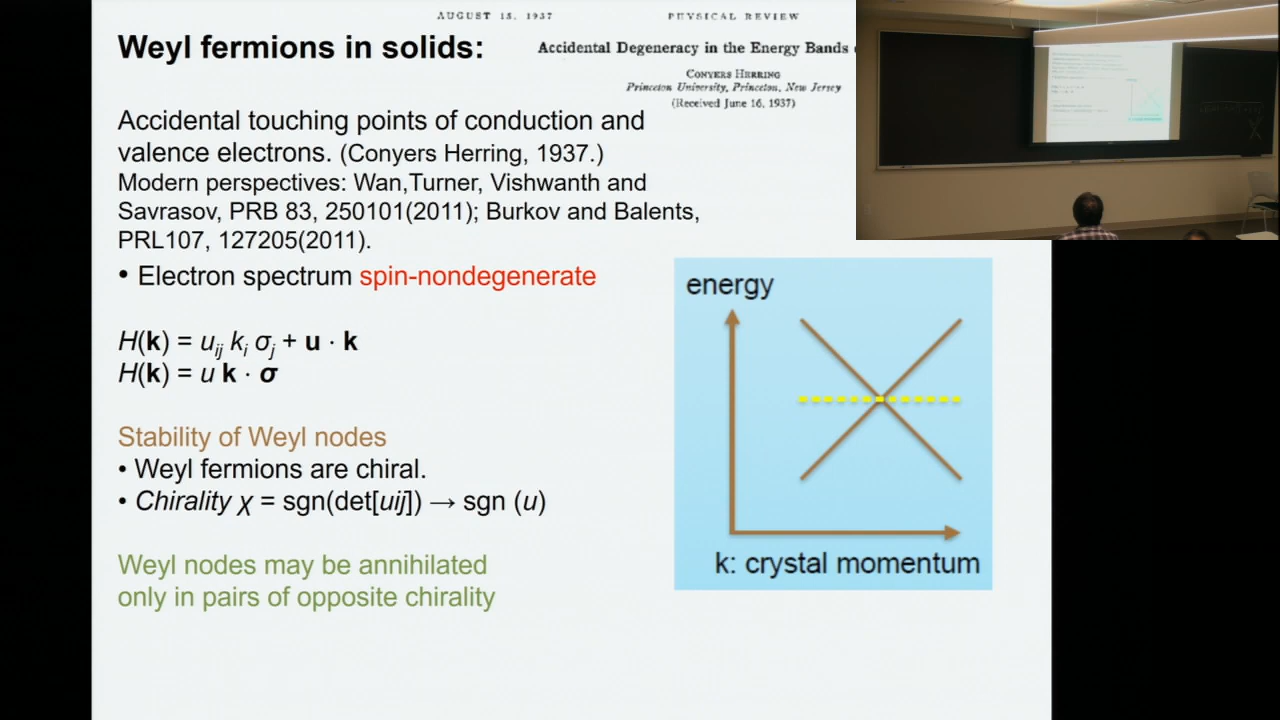 AUGUST 15, 1937 PHYSICAL REVIEW
Weyl fermions in solids:
Accidental Degeneracy in the Energy Bands
CONYERS HERRING
Princeton University, Princeton, New Jersey
(Received June 16, 1937)
Accidental touching points of conduction and
valence electrons. (Conyers Herring, 1937.)
Modern perspectives: Wan,Turner, Vishwanth and
Savrasov, PRB 83, 250101(2011); Burkov and Balents,
PRL107, 127205(2011).
• Electron spectrum spin-nondegenerate
H(k) = uij ki σj + u · k
H(k) = u k · σ
Stability of Weyl nodes
• Weyl fermions are chiral.
• Chirality χ = sgn(det[uij]) → sgn (u)
Weyl nodes may be annihilated
only in pairs of opposite chirality
energy
k: crystal momentum